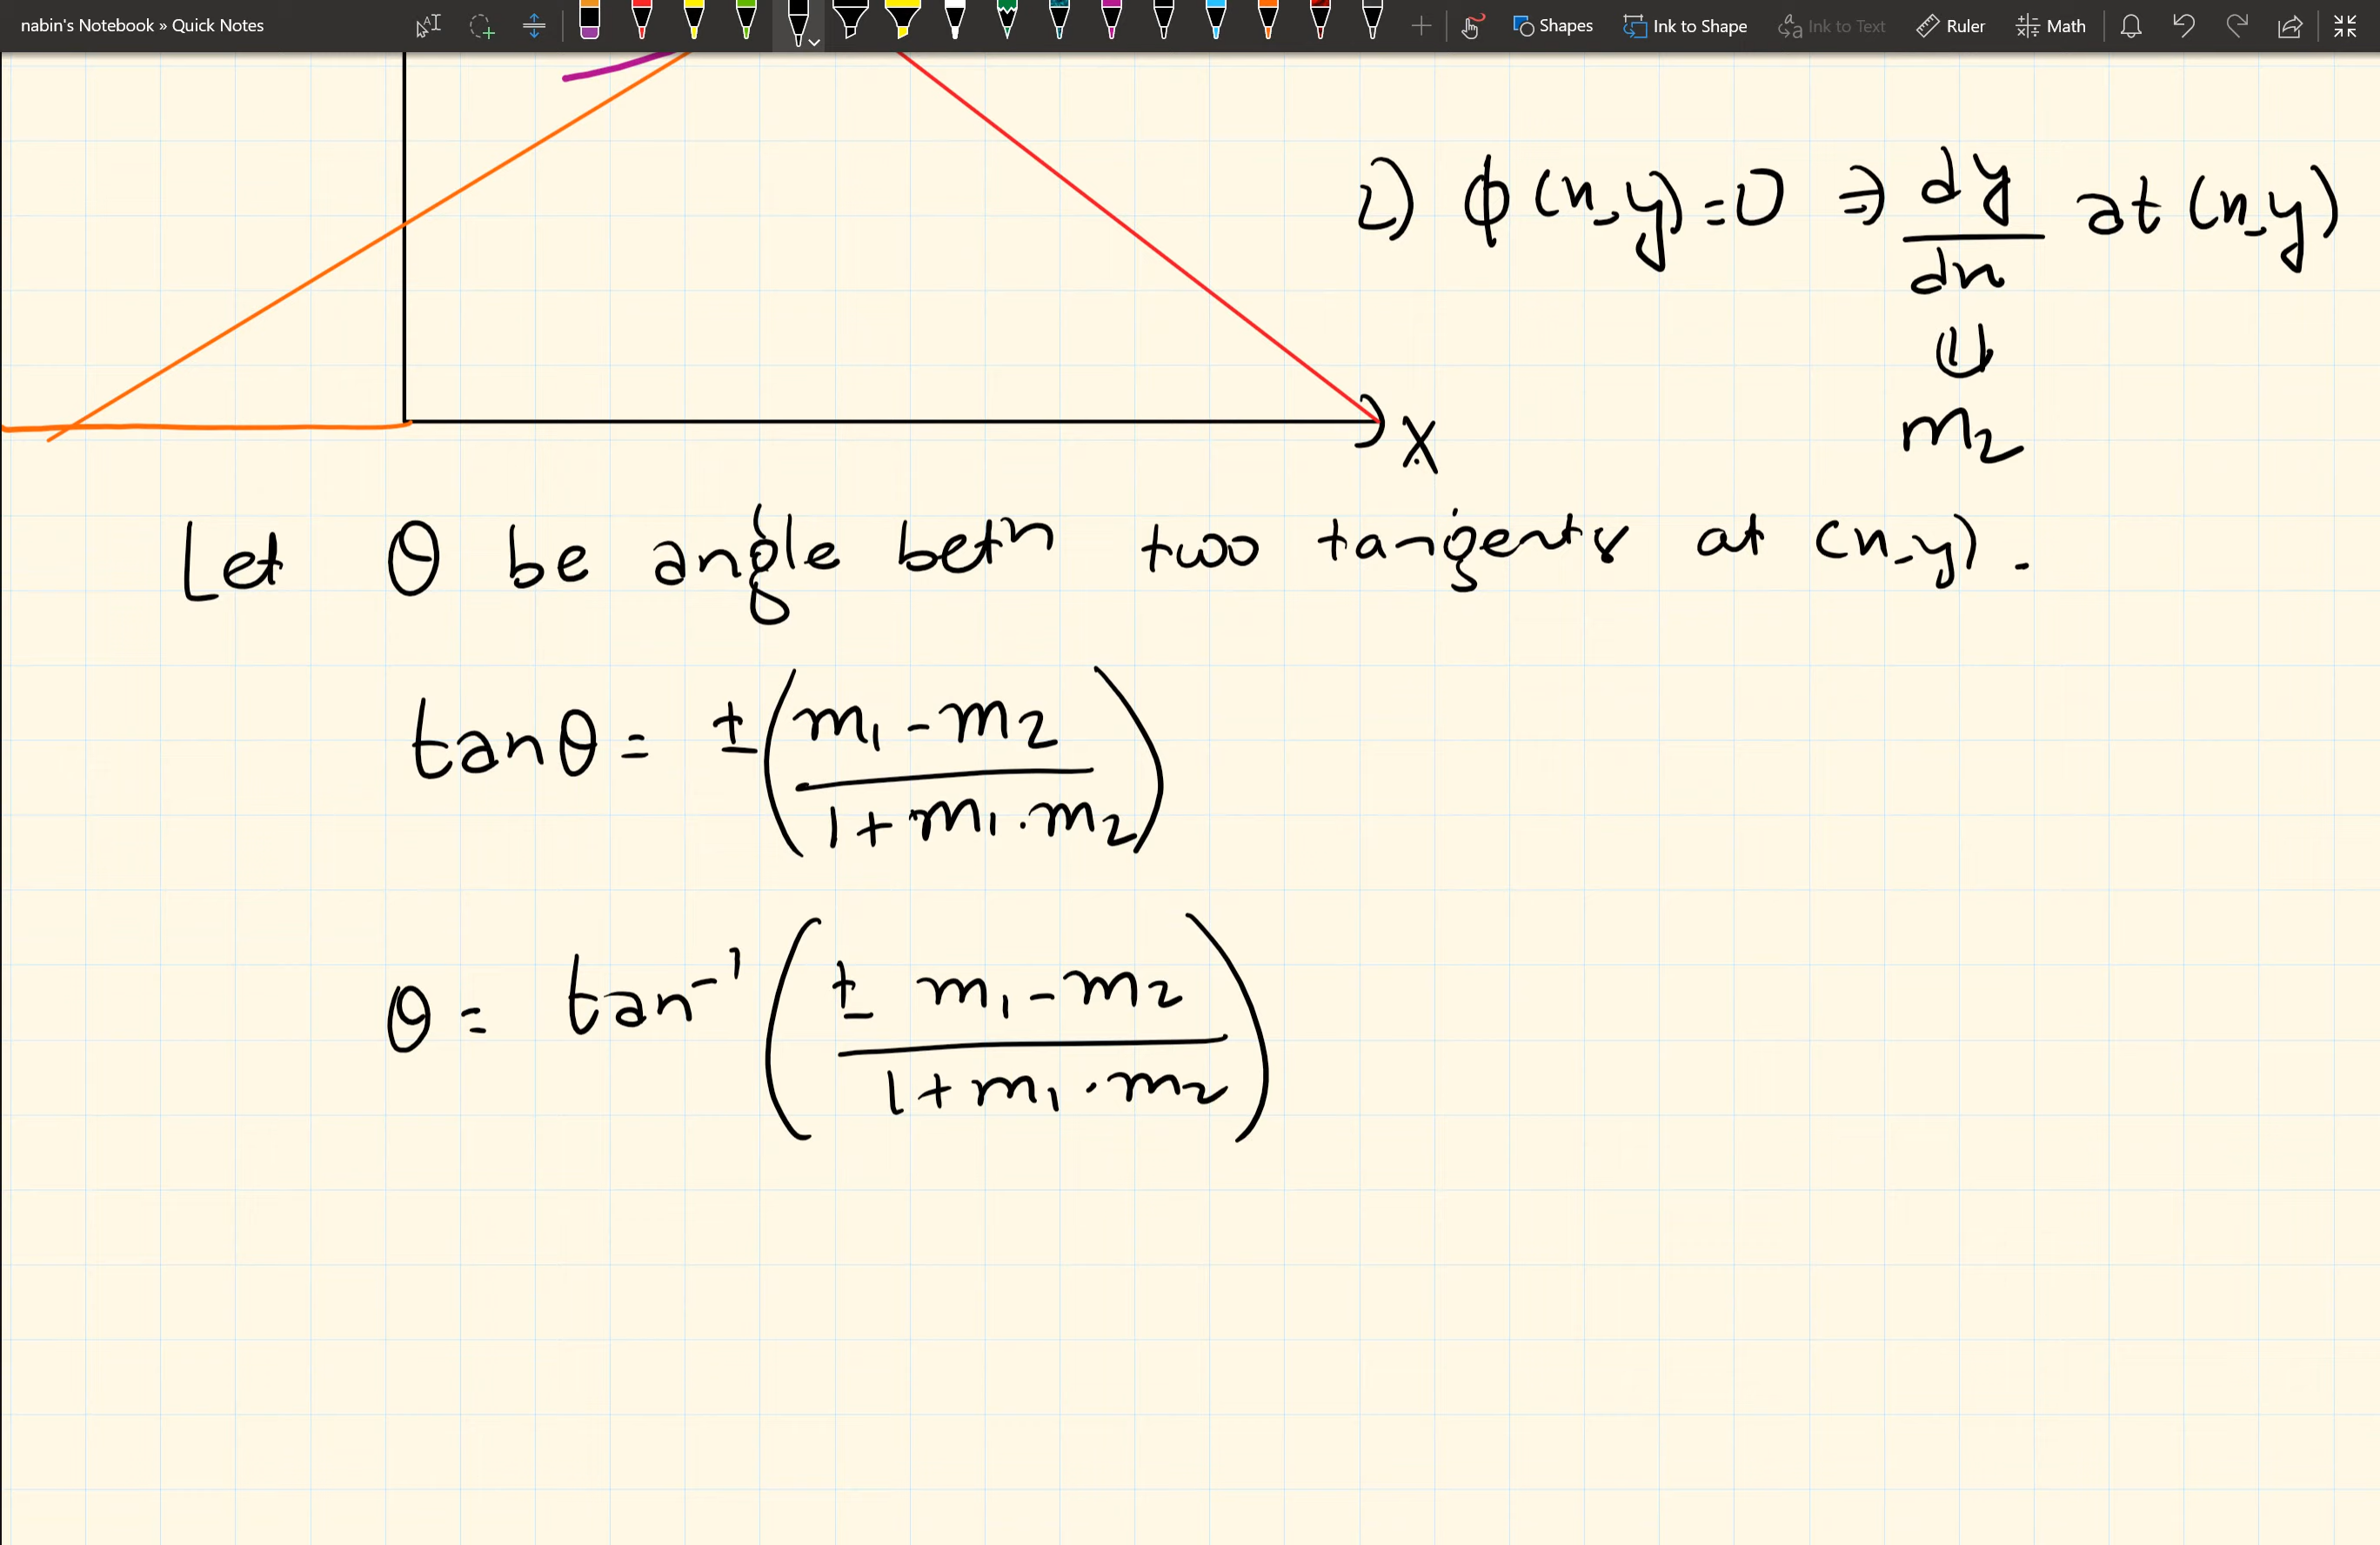 nabin's Notebook » Quick Notes
Shapes Ink to Shape Ink to Text Ruler Math
2) ϕ(x,y)=0 ⇒ dy/dx at (x,y)
⇓
m₂
X
Let θ be angle betn two tangents at (x,y).
tanθ = ±(m₁-m₂/1+m₁.m₂)
θ = tan⁻¹(± m₁-m₂/1+m₁.m₂)